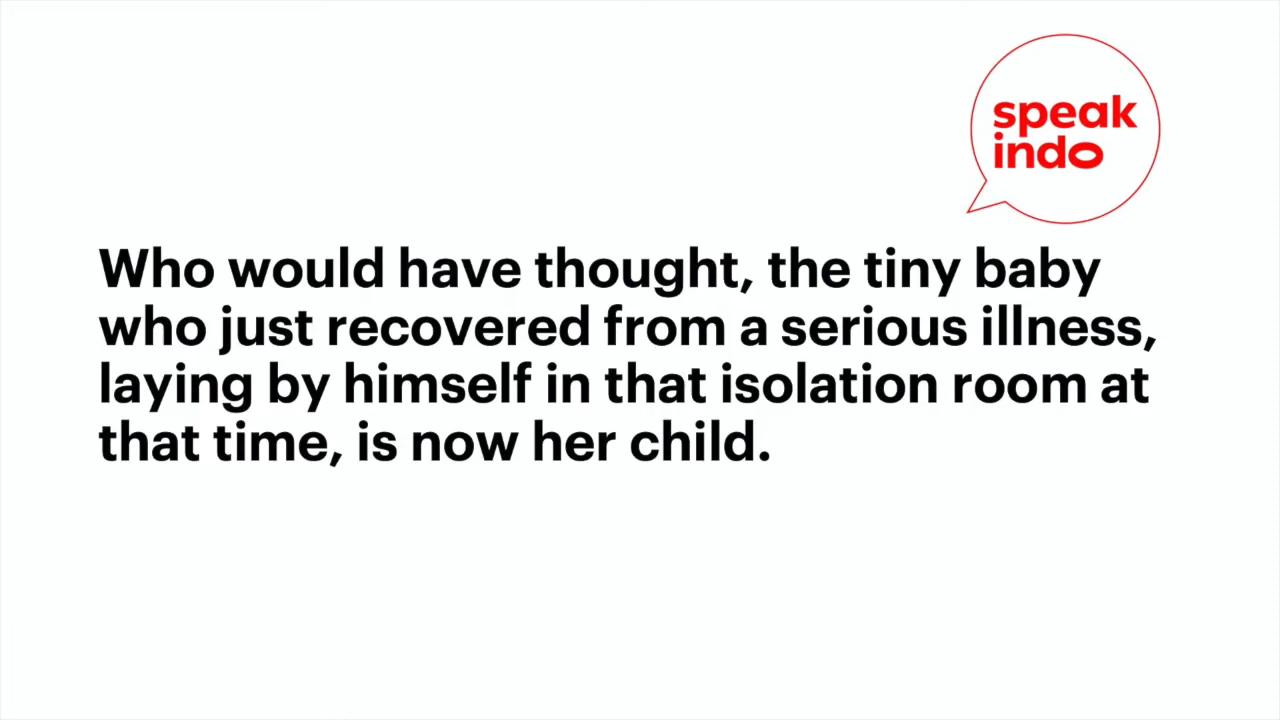 speak
indo
Who would have thought, the tiny baby
who just recovered from a serious illness,
laying by himself in that isolation room at
that time, is now her child.